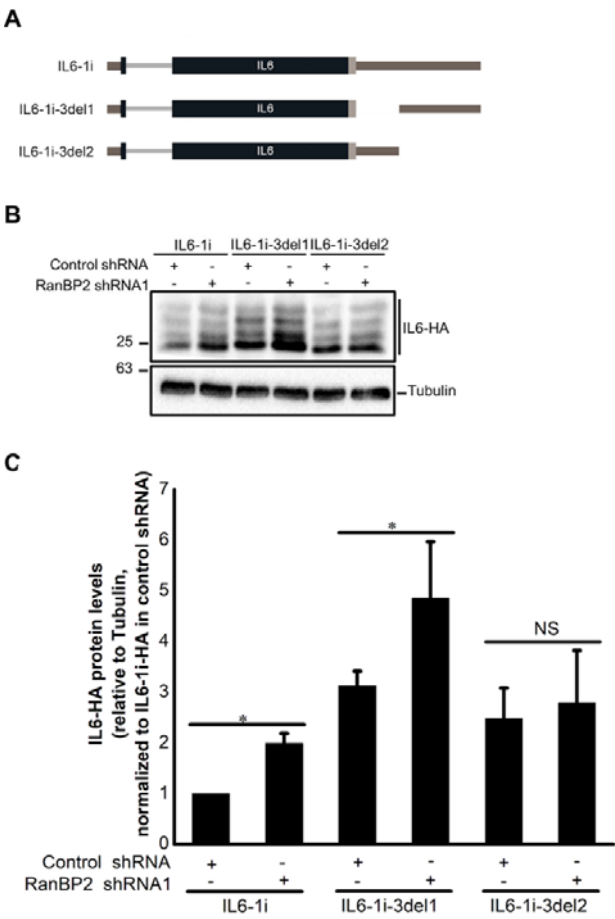 A
IL6-1i IL6
IL6-1i-3del1 IL6
IL6-1i-3del2 IL6
B
IL6-1i IL6-1i-3del1 IL6-1i-3del2
Control shRNA + - + - + -
RanBP2 shRNA1 - + - + - +
IL6-HA
25
63
Tubulin
C
IL6-HA protein levels
(relative to Tubulin,
normalized to IL6-1i-HA in control shRNA)
7
6
5
4
3
2
1
0
*
*
NS
Control shRNA + - + - + -
RanBP2 shRNA1 - + - + - +
IL6-1i IL6-1i-3del1 IL6-1i-3del2